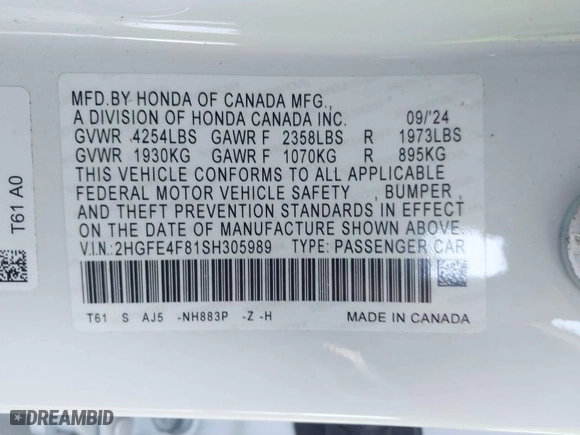 MFD.BY HONDA OF CANADA MFG.,
A DIVISION OF HONDA CANADA INC. 09/'24
GVWR 4254LBS GAWR F 2358LBS R 1973LBS
GVWR 1930KG GAWR F 1070KG R 895KG
THIS VEHICLE CONFORMS TO ALL APPLICABLE
FEDERAL MOTOR VEHICLE SAFETY , BUMPER ,
AND THEFT PREVENTION STANDARDS IN EFFECT
ON THE DATE OF MANUFACTURE SHOWN ABOVE.
V.I.N:2HGFE4F81SH305989 TYPE: PASSENGER CAR
T61 S AJ5 -NH883P -Z -H MADE IN CANADA
T61 A0
DREAMBID